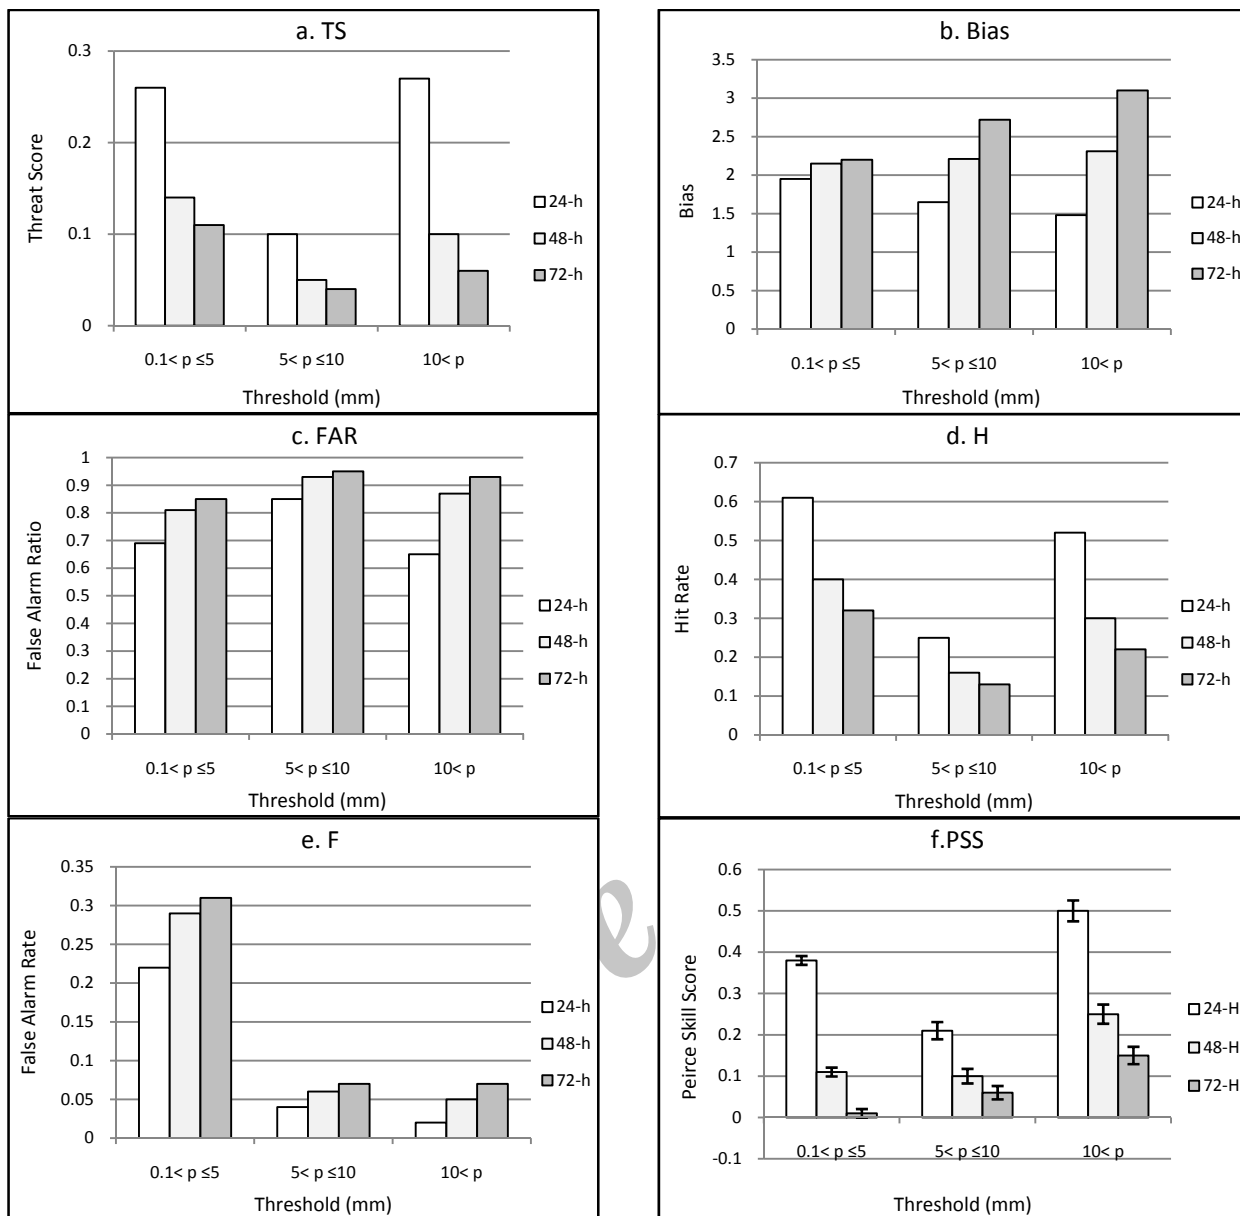 a. TS
0.3
0.2
0.1
0
Threat Score
0.1< p ≤5 5< p ≤10 10< p
Threshold (mm)
24-h
48-h
72-h
b. Bias
3.5
3
2.5
2
1.5
1
0.5
0
Bias
0.1< p ≤5 5< p ≤10 10< p
Threshold (mm)
24-h
48-h
72-h
c. FAR
1
0.9
0.8
0.7
0.6
0.5
0.4
0.3
0.2
0.1
0
False Alarm Ratio
0.1< p ≤5 5< p ≤10 10< p
Threshold (mm)
24-h
48-h
72-h
d. H
0.7
0.6
0.5
0.4
0.3
0.2
0.1
0
Hit Rate
0.1< p ≤5 5< p ≤10 10< p
Threshold (mm)
24-h
48-h
72-h
e. F
0.35
0.3
0.25
0.2
0.15
0.1
0.05
0
False Alarm Rate
0.1< p ≤5 5< p ≤10 10< p
Threshold (mm)
24-h
48-h
72-h
e
f.PSS
0.6
0.5
0.4
0.3
0.2
0.1
0
-0.1
Peirce Skill Score
0.1< p ≤5 5< p ≤10 10< p
Threshold (mm)
24-H
48-H
72-H